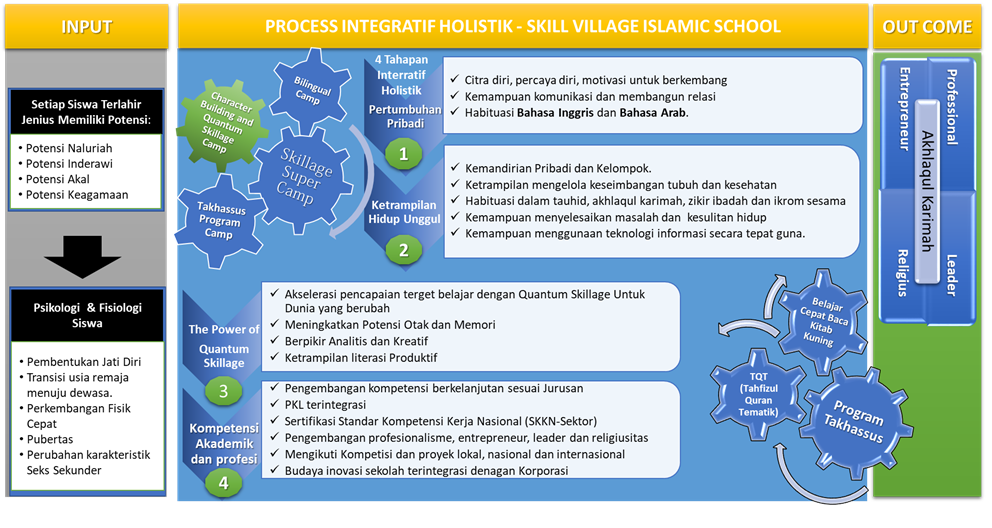 INPUT
PROCESS INTEGRATIF HOLISTIK - SKILL VILLAGE ISLAMIC SCHOOL
OUT COME
Setiap Siswa Terlahir
Jenius Memiliki Potensi:
• Potensi Naluriah
• Potensi Inderawi
• Potensi Akal
• Potensi Keagamaan
Psikologi & Fisiologi
Siswa
• Pembentukan Jati Diri
• Transisi usia remaja
menuju dewasa.
• Perkembangan Fisik
Cepat
• Pubertas
• Perubahan karakteristik
Seks Sekunder
Bilingual
Camp
Character
Building and
Quantum
Skillage
Camp
Skillage
Super
Camp
Takhassus
Program
Camp
4 Tahapan
Interratif
Holistik
Pertumbuhan
Pribadi
1
✓ Citra diri, percaya diri, motivasi untuk berkembang
✓ Kemampuan komunikasi dan membangun relasi
✓ Habituasi Bahasa Inggris dan Bahasa Arab.
Ketrampilan
Hidup Unggul
2
✓ Kemandirian Pribadi dan Kelompok.
✓ Ketrampilan mengelola keseimbangan tubuh dan kesehatan
✓ Habituasi dalam tauhid, akhlaqul karimah, zikir ibadah dan ikrom sesama
✓ Kemampuan menyelesaikan masalah dan kesulitan hidup
✓ Kemampuan menggunaan teknologi informasi secara tepat guna.
The Power of
Quantum
Skillage
3
✓ Akselerasi pencapaian terget belajar dengan Quantum Skillage Untuk
Dunia yang berubah
✓ Meningkatkan Potensi Otak dan Memori
✓ Berpikir Analitis dan Kreatif
✓ Ketrampilan literasi Produktif
Kompetensi
Akademik
dan profesi
4
✓ Pengembangan kompetensi berkelanjutan sesuai Jurusan
✓ PKL terintegrasi
✓ Sertifikasi Standar Kompetensi Kerja Nasional (SKKN-Sektor)
✓ Pengembangan profesionalisme, entrepreneur, leader dan religiusitas
✓ Mengikuti Kompetisi dan proyek lokal, nasional dan internasional
✓ Budaya inovasi sekolah terintegrasi denagan Korporasi
Belajar
Cepat Baca
Kitab
Kuning
TQT
(Tahfizul
Quran
Tematik)
Program
Takhassus
Entrepreneur
Professional
Akhlaqul Karimah
Religius
Leader